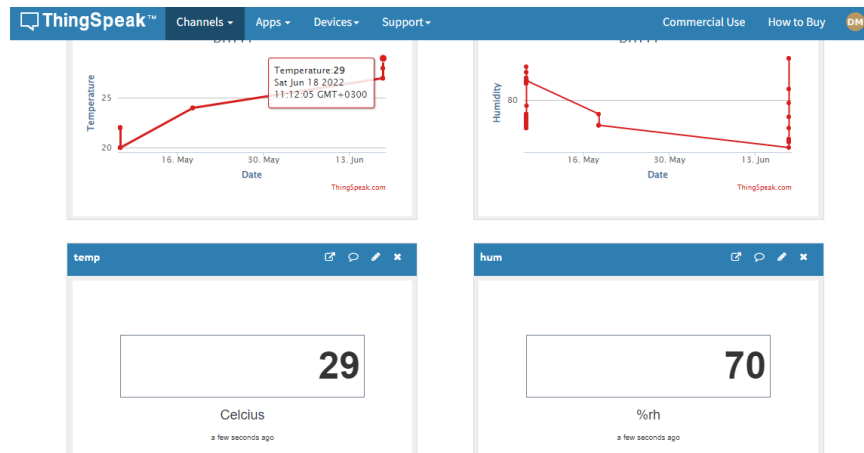 ThingSpeak™ Channels Apps Devices Support Commercial Use How to Buy DM
DHT11
DHT11
Temperature
25
20
Temperature:29
Sat Jun 18 2022
11:12:05 GMT+0300
16. May 30. May 13. Jun
Date
ThingSpeak.com
Humidity
80
16. May 30. May 13. Jun
Date
ThingSpeak.com
temp
29
Celcius
a few seconds ago
hum
70
%rh
a few seconds ago